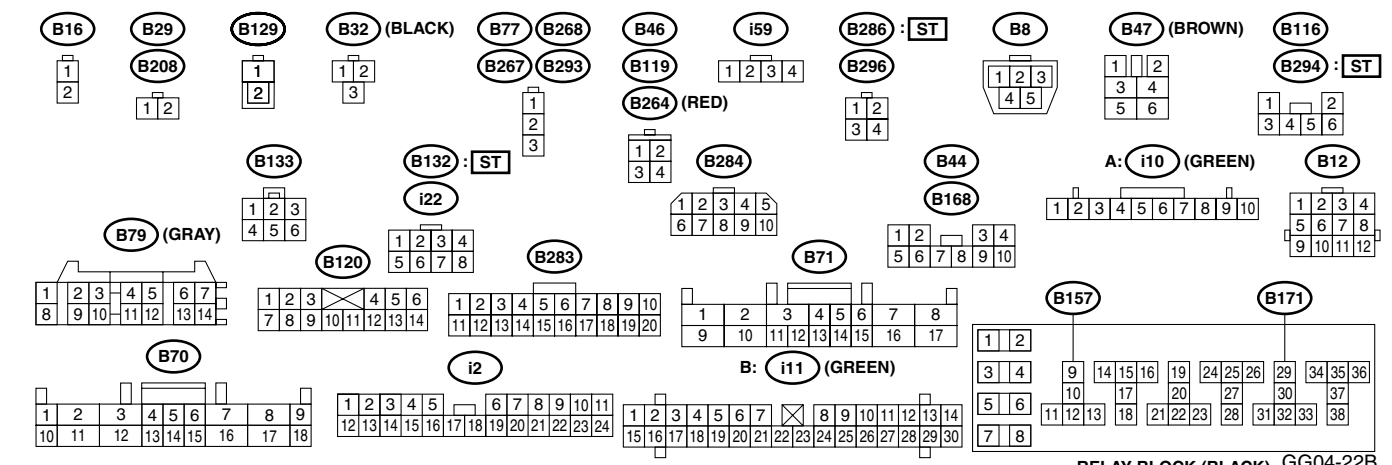 B16 B29 B129 B32 (BLACK) B77 B268 B46 i59 B286 : ST B8 B47 (BROWN) B116
B208 B267 B293 B119 B296 B294 : ST
B264 (RED)
1
2
1 2
1
2
1 2
3
1
2
3
1 2
3 4
1 2 3 4
1 2
3 4
1 2 3
4 5
1 2
3 4
5 6
1 2
3 4 5 6
B133 B132 : ST B284 B44 A: i10 (GREEN) B12
i22 B168
1 2 3
4 5 6
1 2 3 4
5 6 7 8
1 2 3 4 5
6 7 8 9 10
1 2 3 4
5 6 7 8 9 10
1 2 3 4 5 6 7 8 9 10
1 2 3 4
5 6 7 8
9 10 11 12
B79 (GRAY) B120 B283 B71 B157 B171
1 2 3 4 5 6 7
8 9 10 11 12 13 14
1 2 3 4 5 6
7 8 9 10 11 12 13 14
1 2 3 4 5 6 7 8 9 10
11 12 13 14 15 16 17 18 19 20
1 2 3 4 5 6 7 8
9 10 11 12 13 14 15 16 17
1 2
3 4
5 6
7 8
9 14 15 16 19 24 25 26 29 34 35 36
10 17 20 27 30 37
11 12 13 18 21 22 23 28 31 32 33 38
B70 i2 B: i11 (GREEN)
1 2 3 4 5 6 7 8 9
10 11 12 13 14 15 16 17 18
1 2 3 4 5 6 7 8 9 10 11
12 13 14 15 16 17 18 19 20 21 22 23 24
1 2 3 4 5 6 7 8 9 10 11 12 13 14
15 16 17 18 19 20 21 22 23 24 25 26 27 28 29 30
RELAY BLOCK (BLACK) GG04-22B